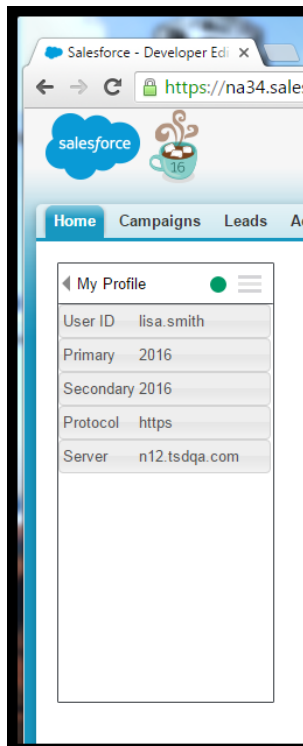 Salesforce - Developer Edi
https://na34.sales
salesforce
16
Home Campaigns Leads
My Profile
User ID lisa.smith
Primary 2016
Secondary 2016
Protocol https
Server n12.tsdqa.com